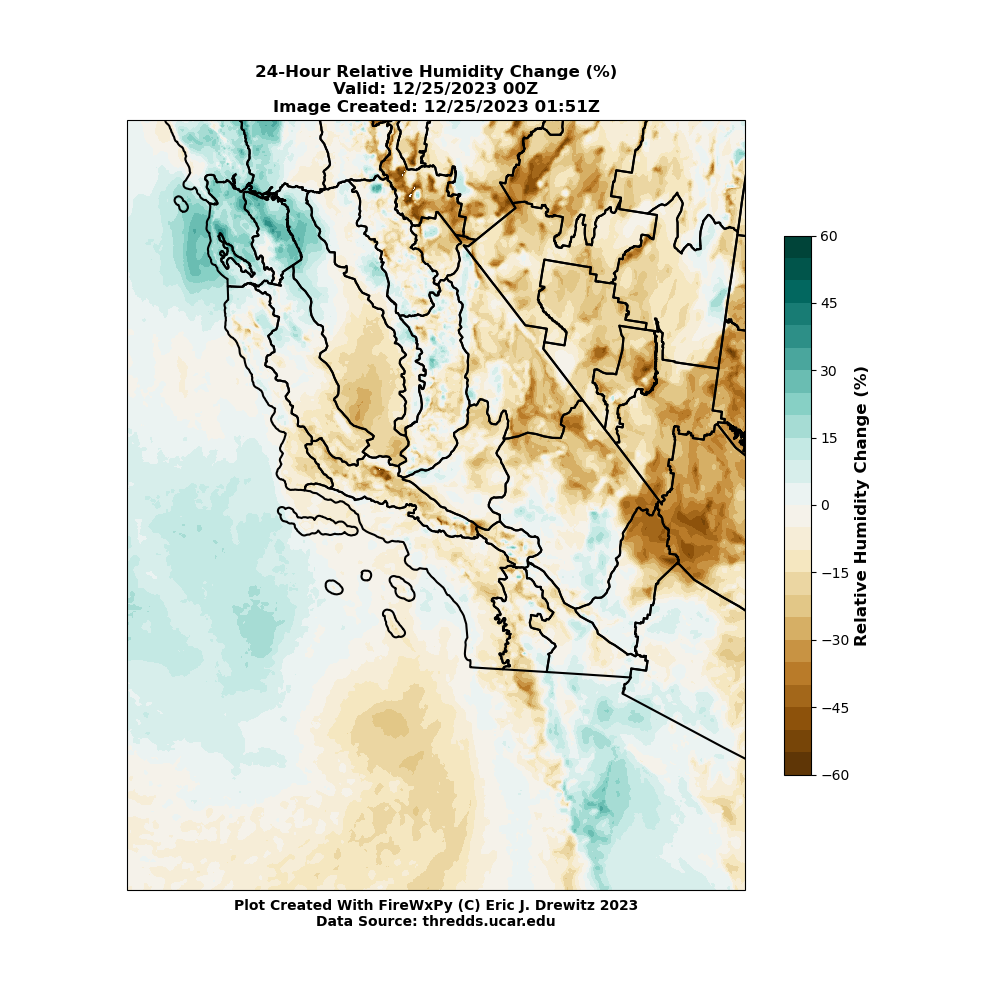 24-Hour Relative Humidity Change (%)
Valid: 12/25/2023 00Z
Image Created: 12/25/2023 01:51Z
60
45
30
15
0
−15
−30
−45
−60
Relative Humidity Change (%)
Plot Created With FireWxPy (C) Eric J. Drewitz 2023
Data Source: thredds.ucar.edu